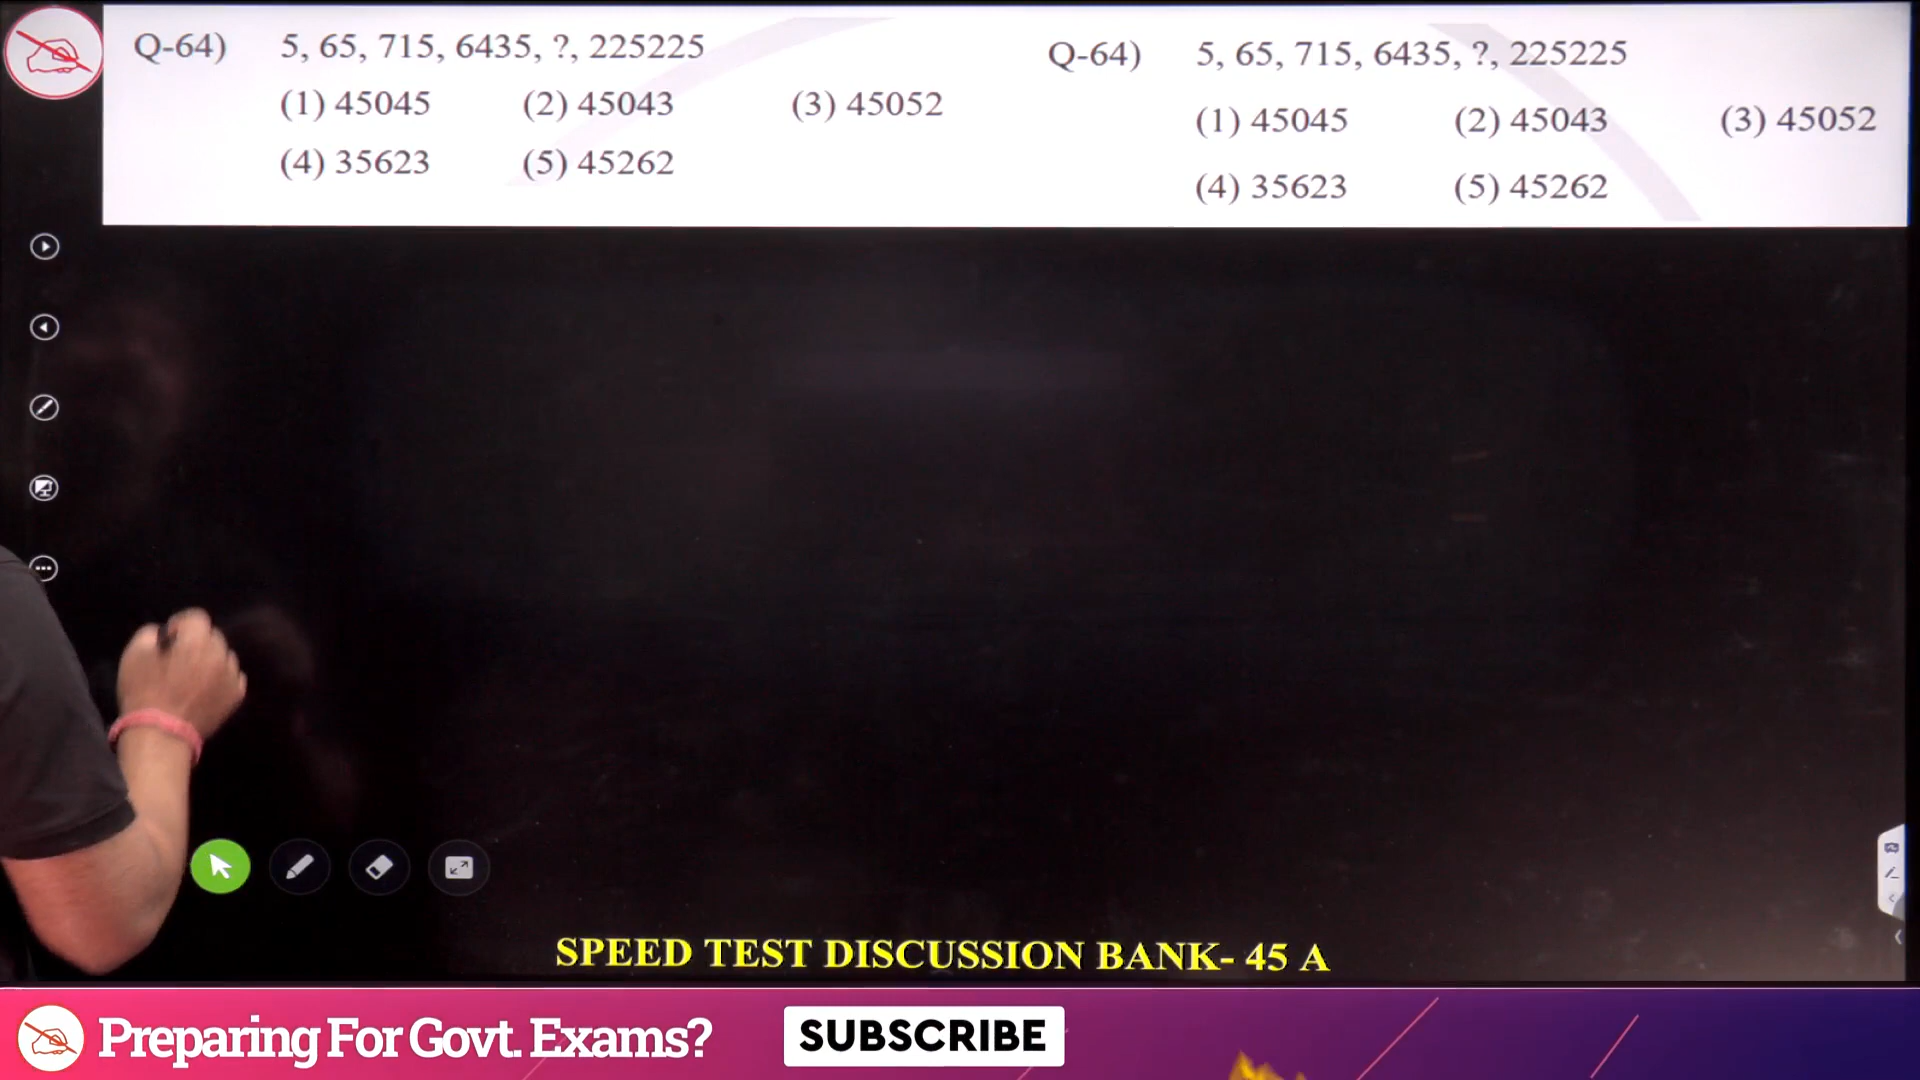 Q-64) 5, 65, 715, 6435, ?, 225225
(1) 45045 (2) 45043 (3) 45052
(4) 35623 (5) 45262
Q-64) 5, 65, 715, 6435, ?, 225225
(1) 45045 (2) 45043 (3) 45052
(4) 35623 (5) 45262
SPEED TEST DISCUSSION BANK- 45 A
Preparing For Govt. Exams?
SUBSCRIBE